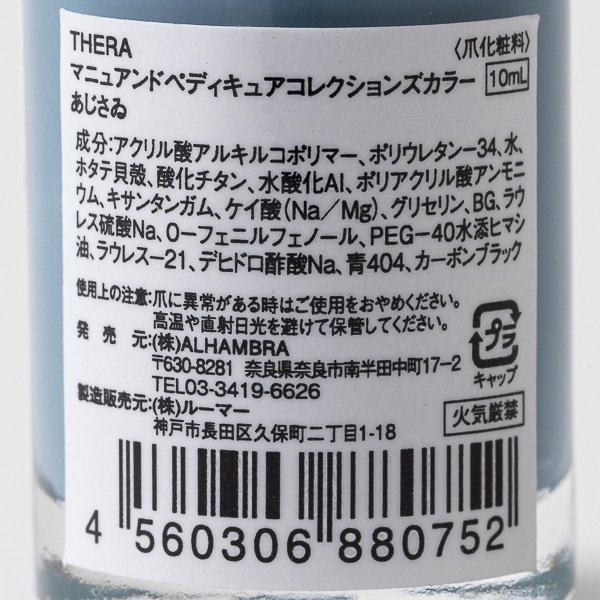 THERA 〈爪化粧料〉
マニュアンドペディキュアコレクションズカラー 10mL
あじさゐ
成分:アクリル酸アルキルコポリマー、ポリウレタン-34、水、
ホタテ貝殻、酸化チタン、水酸化Al、ポリアクリル酸アンモニ
ウム、キサンタンガム、ケイ酸(Na/Mg)、グリセリン、BG、ラウ
レス硫酸Na、O-フェニルフェノール、PEG-40水添ヒマシ
油、ラウレス-21、デヒドロ酢酸Na、青404、カーボンブラック
使用上の注意:爪に異常がある時はご使用をおやめください。
高温や直射日光を避けて保管してください。
発売元:(株)ALHAMBRA
〒630-8281 奈良県奈良市南半田中町17-2
TEL03-3419-6626
製造販売元:(株)ルーマー
神戸市長田区久保町二丁目1-18
プラ
キャップ
火気厳禁
4 560306 880752